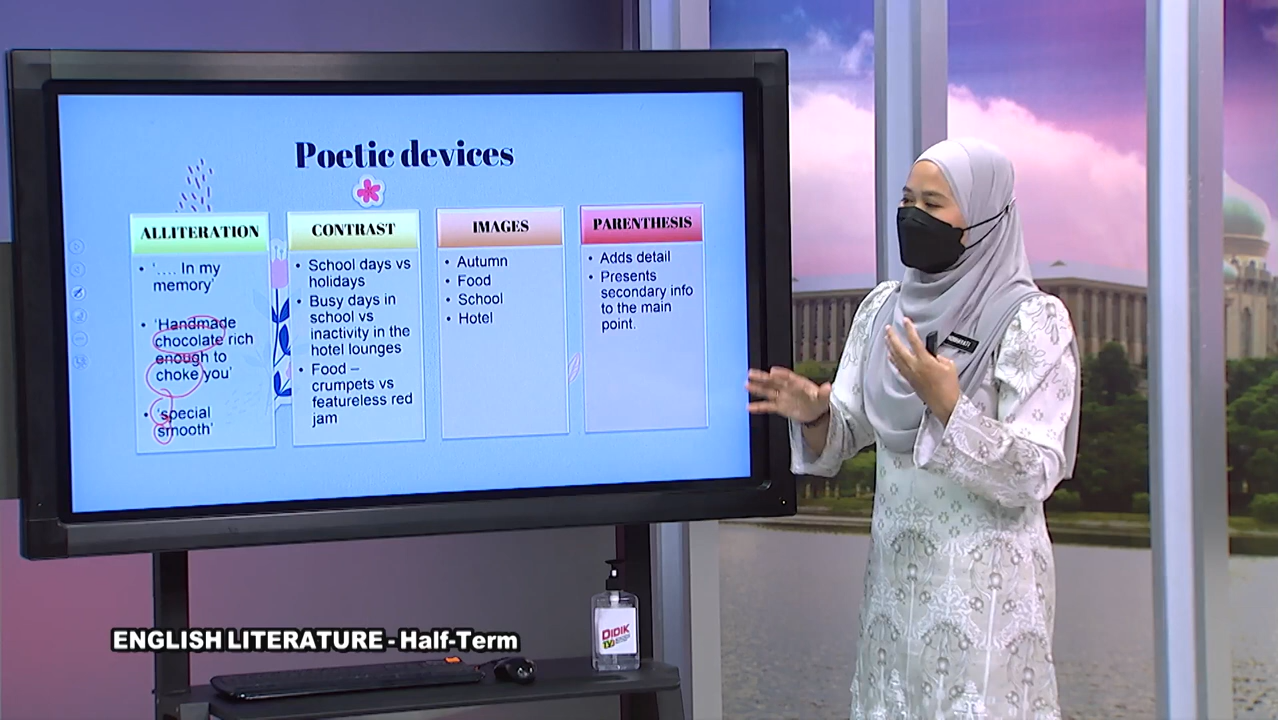 Poetic devices
ALLITERATION
• '.... In my
memory'
• 'Handmade
chocolate rich
enough to
choke you'
• 'special
smooth'
CONTRAST
• School days vs
holidays
• Busy days in
school vs
inactivity in the
hotel lounges
• Food –
crumpets vs
featureless red
jam
IMAGES
• Autumn
• Food
• School
• Hotel
PARENTHESIS
• Adds detail
• Presents
secondary info
to the main
point.
DIDIK
TV
ENGLISH LITERATURE - Half-Term